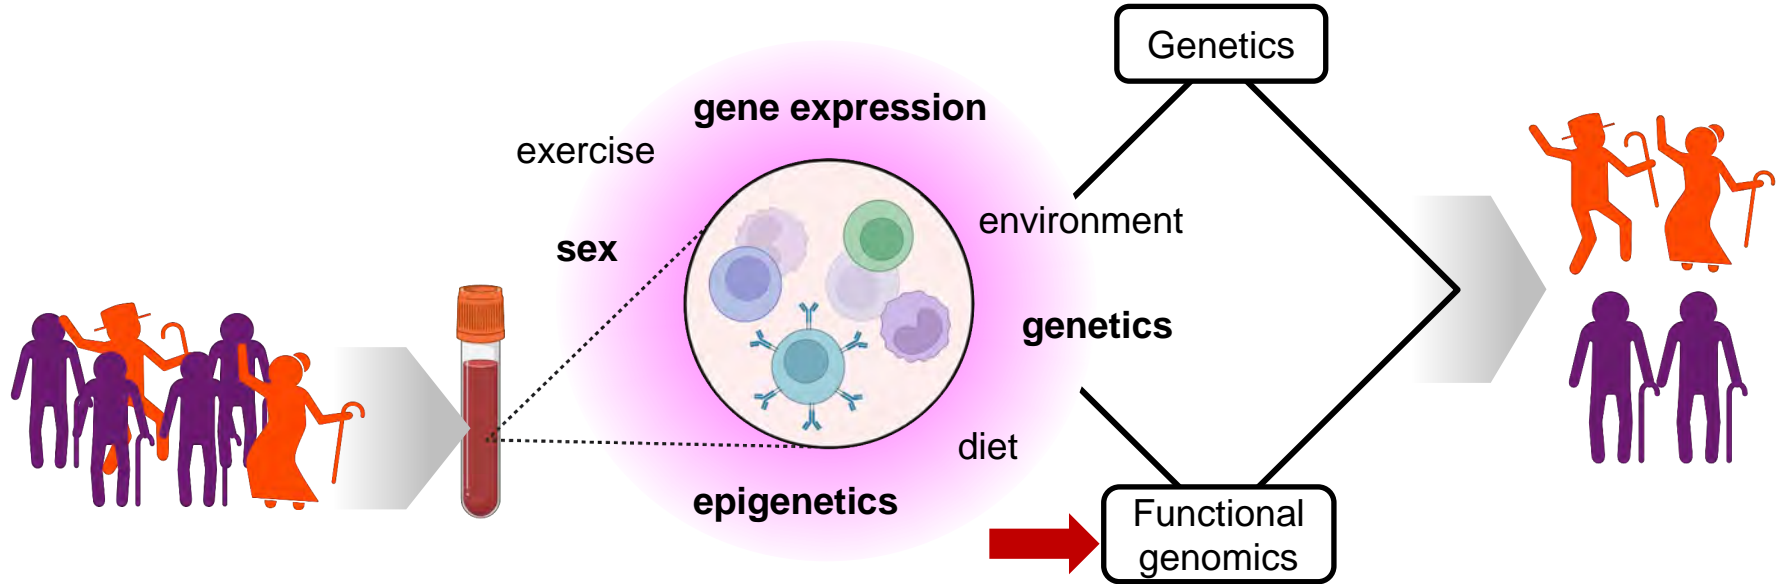 Genetics
gene expression
exercise
environment
sex
genetics
diet
epigenetics
Functional
genomics